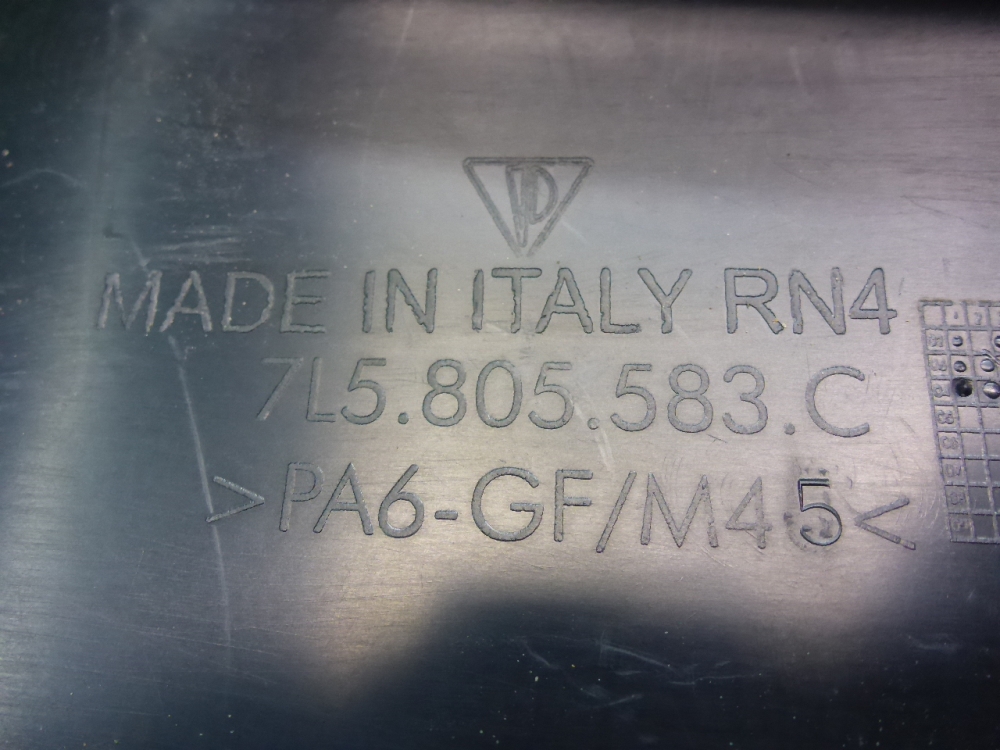 MADE IN ITALY RN4
7L5.805.583.C
>PA6-GF/M45<